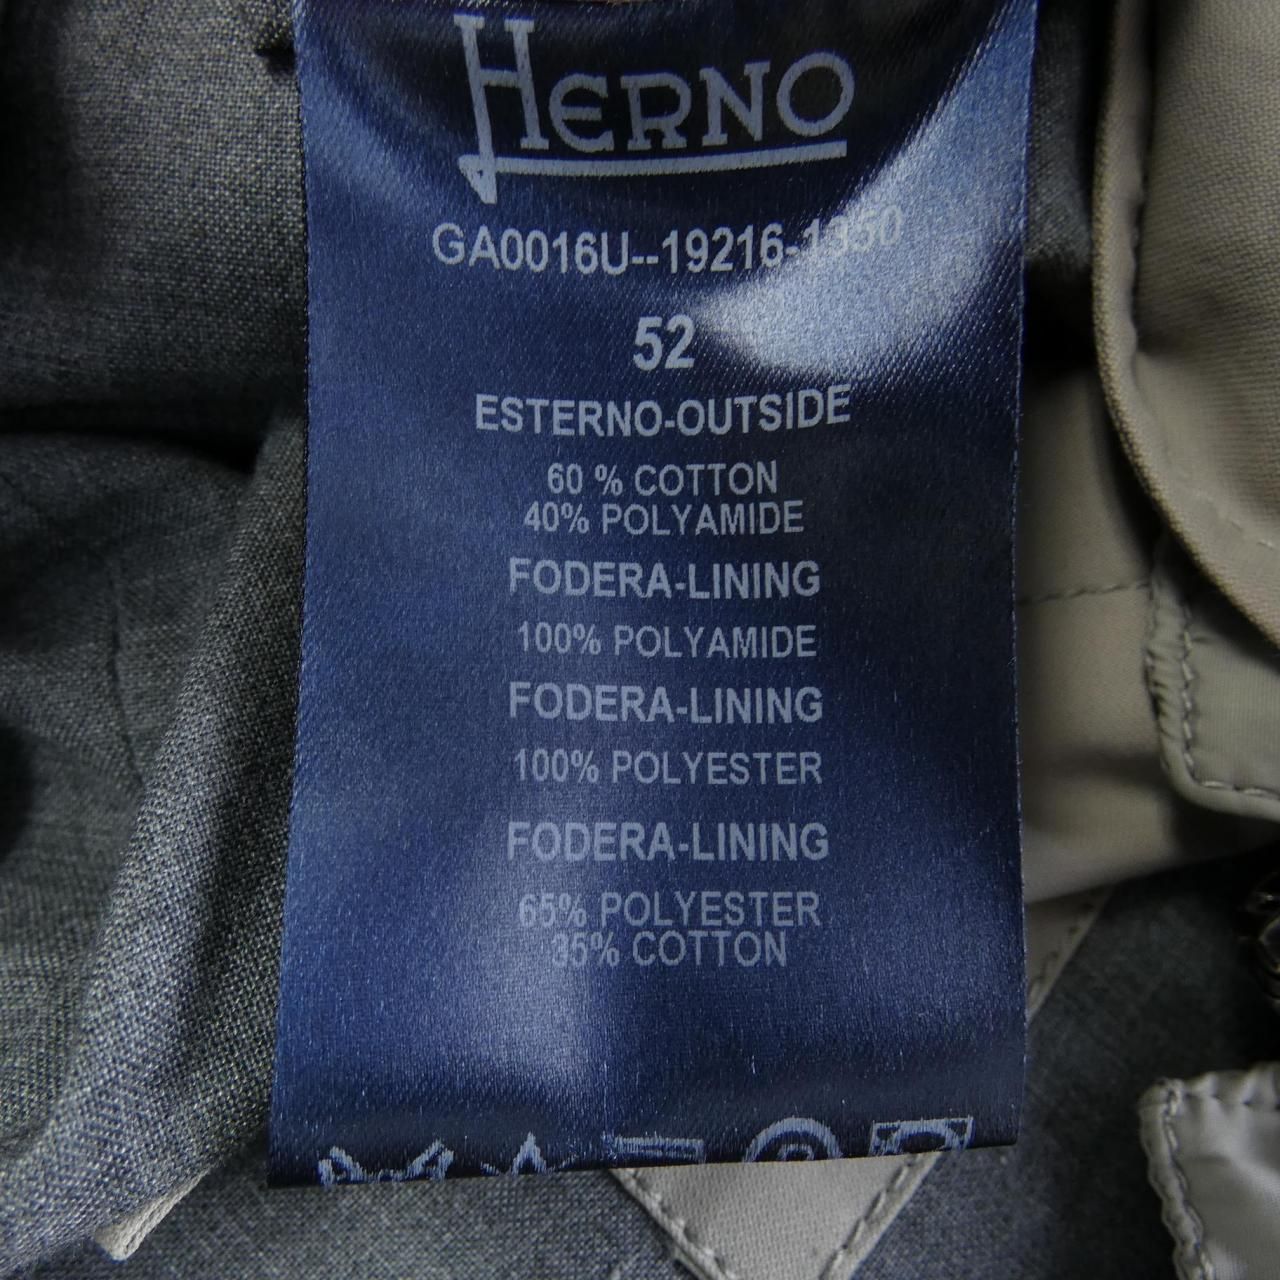 HERNO
GA0016U--19216-1350
52
ESTERNO-OUTSIDE
60 % COTTON
40% POLYAMIDE
FODERA-LINING
100% POLYAMIDE
FODERA-LINING
100% POLYESTER
FODERA-LINING
65% POLYESTER
35% COTTON